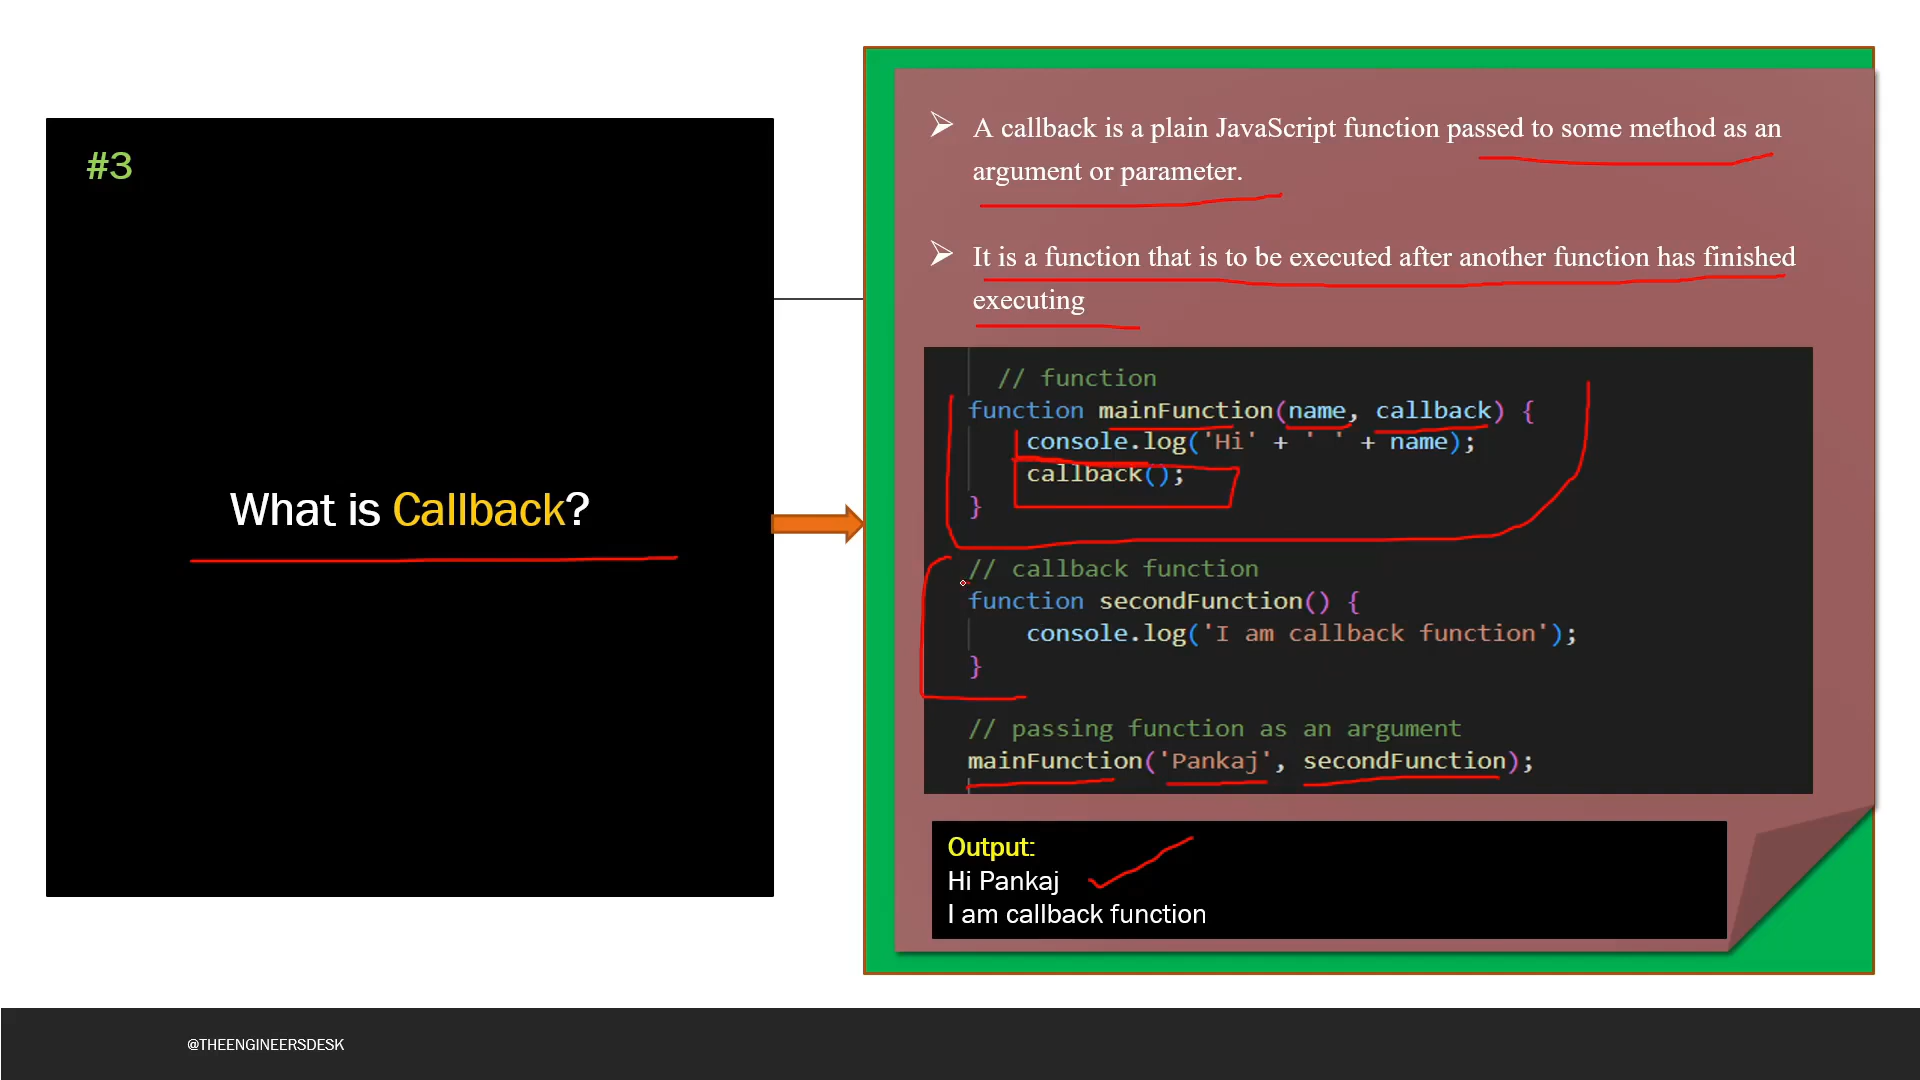 #3
What is Callback?
A callback is a plain JavaScript function passed to some method as an
argument or parameter.
It is a function that is to be executed after another function has finished
executing
// function
function mainFunction(name, callback) {
console.log('Hi' + ' ' + name);
callback();
}
// callback function
function secondFunction() {
console.log('I am callback function');
}
// passing function as an argument
mainFunction('Pankaj', secondFunction);
Output:
Hi Pankaj
I am callback function
@THEENGINEERSDESK